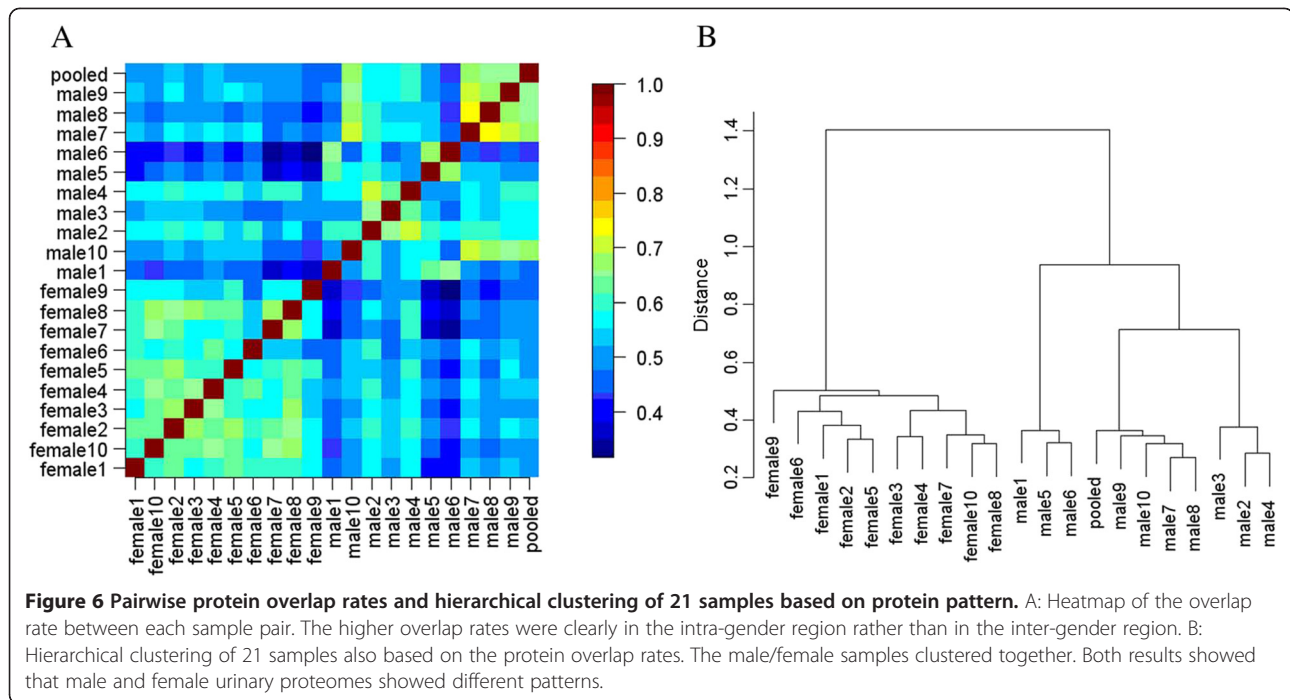 A
pooled
male9
male8
male7
male6
male5
male4
male3
male2
male10
male1
female9
female8
female7
female6
female5
female4
female3
female2
female10
female1
female1
female10
female2
female3
female4
female5
female6
female7
female8
female9
male1
male10
male2
male3
male4
male5
male6
male7
male8
male9
pooled
1.0
0.9
0.8
0.7
0.6
0.5
0.4
B
Distance
1.4
1.2
1.0
0.8
0.6
0.4
0.2
female9
female6
female1
female2
female5
female3
female4
female7
female10
female8
male1
male5
male6
pooled
male9
male10
male7
male8
male3
male2
male4
Figure 6 Pairwise protein overlap rates and hierarchical clustering of 21 samples based on protein pattern. A: Heatmap of the overlap
rate between each sample pair. The higher overlap rates were clearly in the intra-gender region rather than in the inter-gender region. B:
Hierarchical clustering of 21 samples also based on the protein overlap rates. The male/female samples clustered together. Both results showed
that male and female urinary proteomes showed different patterns.